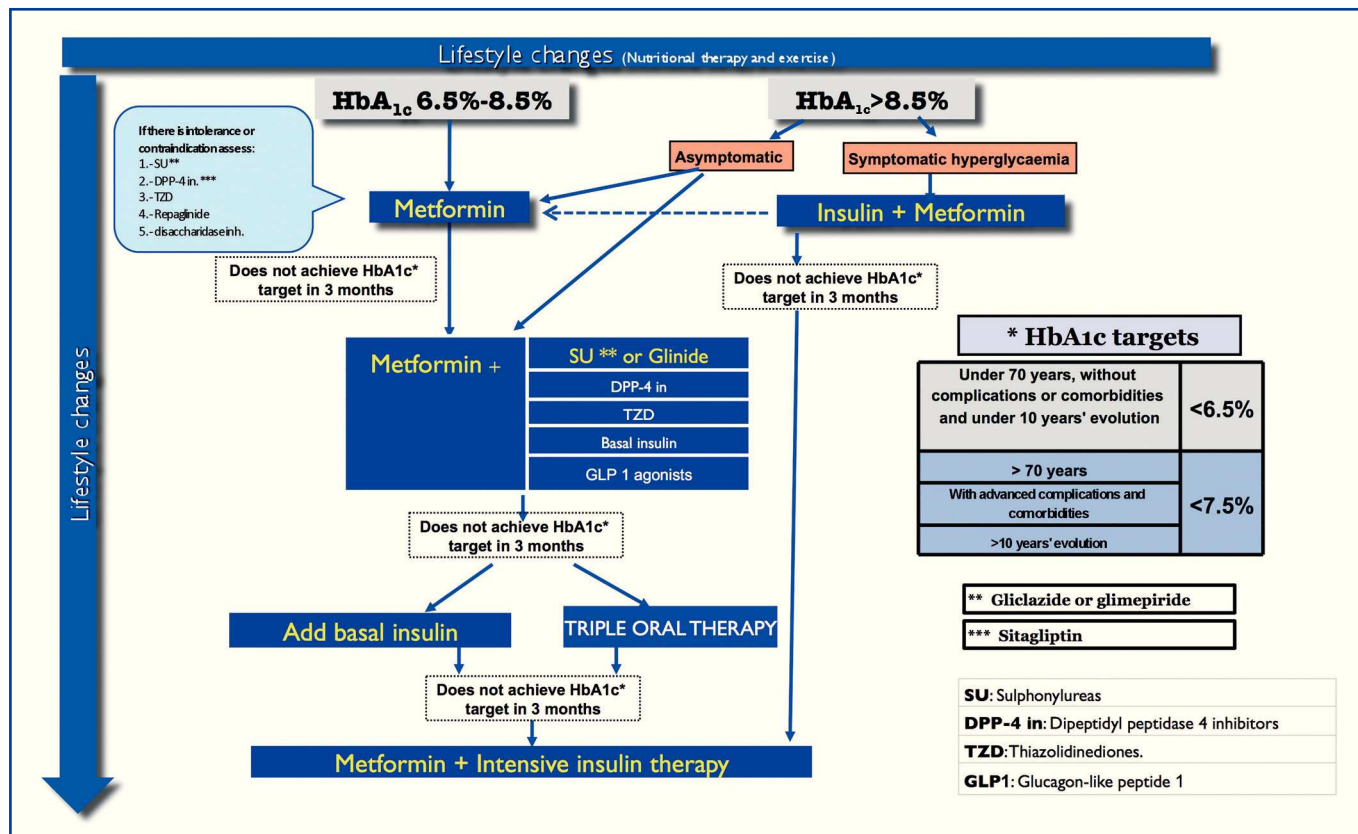 Lifestyle changes (Nutritional therapy and exercise)
HbA1c 6.5%-8.5%
HbA1c>8.5%
If there is intolerance or
contraindication assess:
1.-SU**
2.-DPP-4 in.***
3.-TZD
4.-Repaglinide
5.-disaccharidase inh.
Asymptomatic
Symptomatic hyperglycaemia
Metformin
Insulin + Metformin
Does not achieve HbA1c*
target in 3 months
Does not achieve HbA1c*
target in 3 months
Lifestyle changes
Metformin +
SU ** or Glinide
DPP-4 in
TZD
Basal insulin
GLP 1 agonists
Does not achieve HbA1c*
target in 3 months
Add basal insulin
TRIPLE ORAL THERAPY
Does not achieve HbA1c*
target in 3 months
Metformin + Intensive insulin therapy
* HbA1c targets
Under 70 years, without
complications or comorbidities
and under 10 years' evolution
<6.5%
> 70 years
With advanced complications and
comorbidities
>10 years' evolution
<7.5%
** Gliclazide or glimepiride
*** Sitagliptin
SU: Sulphonylureas
DPP-4 in: Dipeptidyl peptidase 4 inhibitors
TZD: Thiazolidinediones.
GLP1: Glucagon-like peptide 1